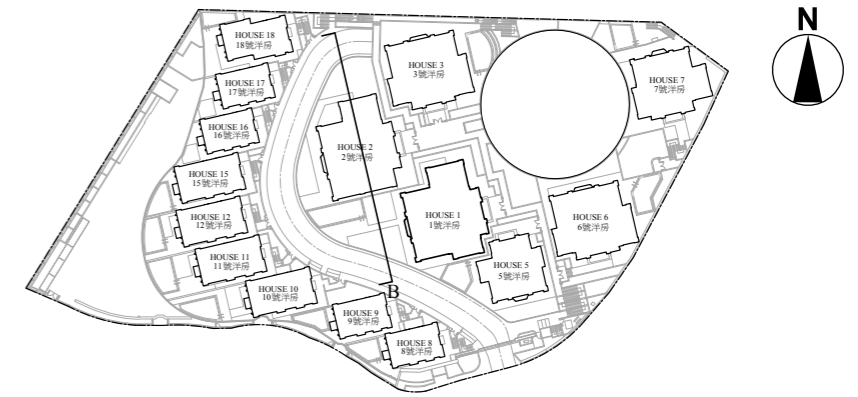 N
HOUSE 18
18號洋房
HOUSE 17
17號洋房
HOUSE 16
16號洋房
HOUSE 15
15號洋房
HOUSE 12
12號洋房
HOUSE 11
11號洋房
HOUSE 10
10號洋房
HOUSE 9
9號洋房
HOUSE 8
8號洋房
HOUSE 3
3號洋房
HOUSE 2
2號洋房
HOUSE 1
1號洋房
HOUSE 5
5號洋房
HOUSE 6
6號洋房
HOUSE 7
7號洋房
B